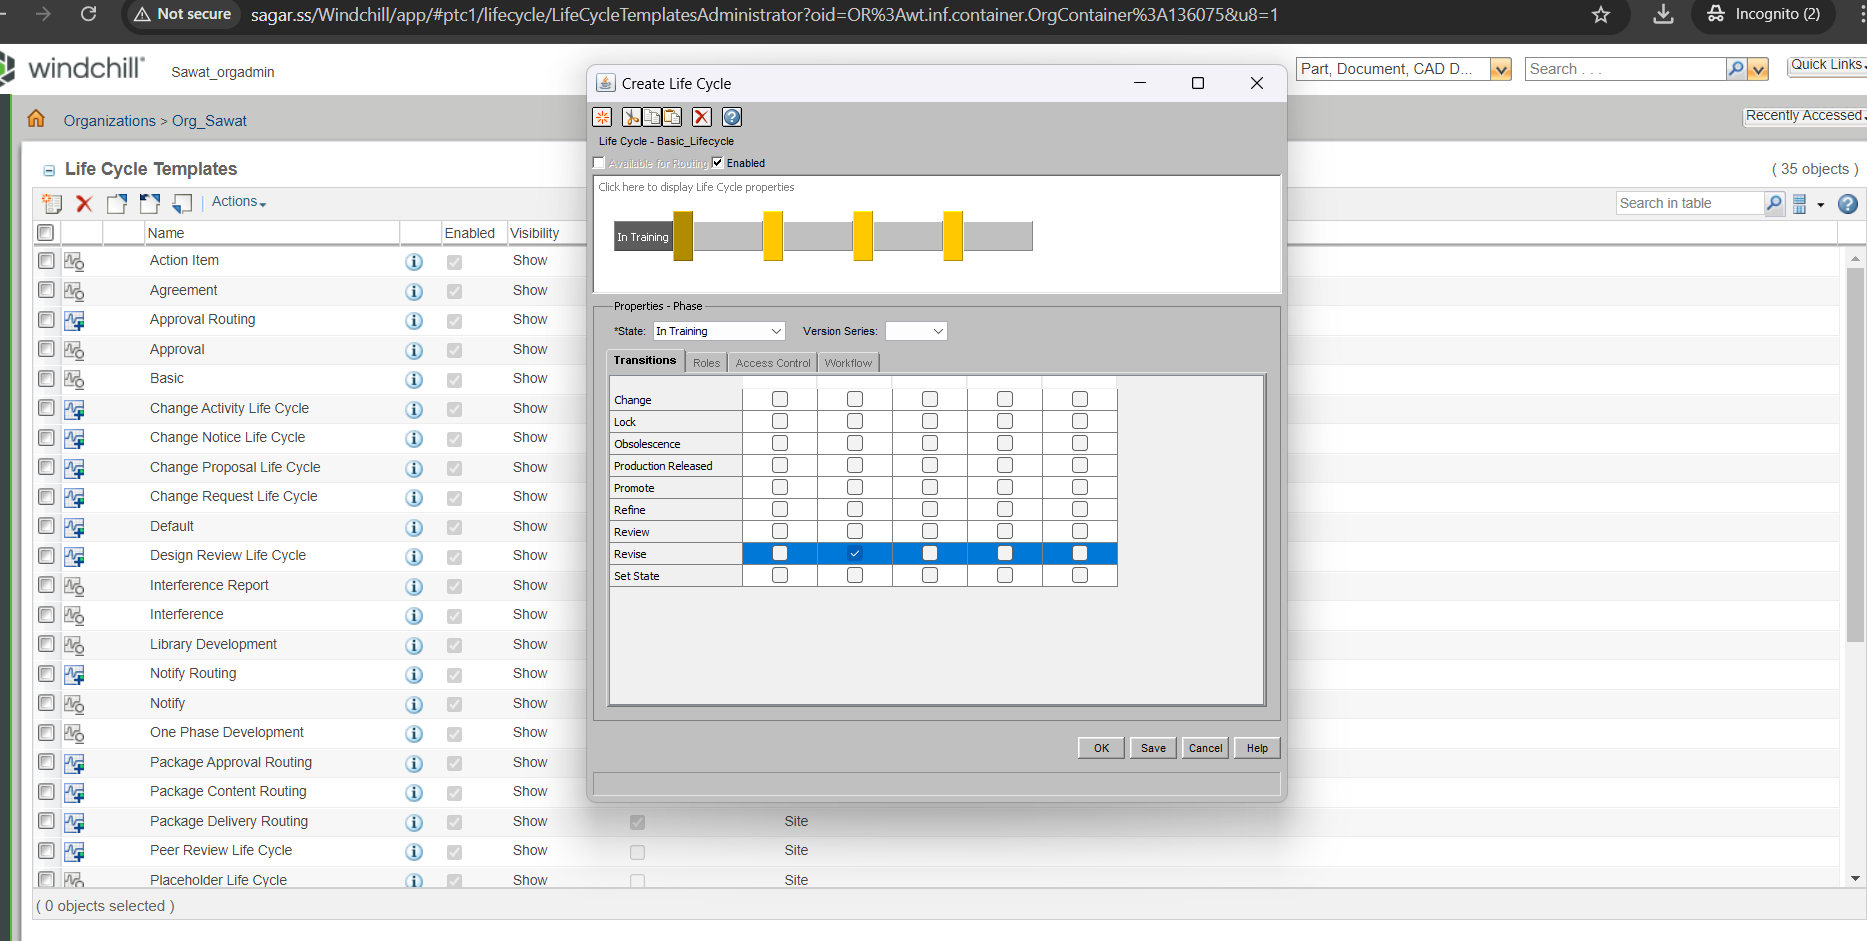 Not secure
sagar.ss/Windchill/app/#ptc1/lifecycle/LifeCycleTemplatesAdministrator?oid=OR%3Awt.inf.container.OrgContainer%3A136075&u8=1
Incognito (2)
windchill
Sawat_orgadmin
Part, Document, CAD D...
Search . . .
Quick Links
Organizations > Org_Sawat
Recently Accessed
Life Cycle Templates
( 35 objects )
Actions
Search in table
Name
Enabled
Visibility
Action Item Show
Agreement Show
Approval Routing Show
Approval Show
Basic Show
Change Activity Life Cycle Show
Change Notice Life Cycle Show
Change Proposal Life Cycle Show
Change Request Life Cycle Show
Default Show
Design Review Life Cycle Show
Interference Report Show
Interference Show
Library Development Show
Notify Routing Show
Notify Show
One Phase Development Show
Package Approval Routing Show
Package Content Routing Show
Package Delivery Routing Show Site
Peer Review Life Cycle Show Site
Placeholder Life Cycle Show Site
( 0 objects selected )
Create Life Cycle
Life Cycle - Basic_Lifecycle
Available for Routing Enabled
Click here to display Life Cycle properties
In Training
Properties - Phase
*State: In Training Version Series:
Transitions Roles Access Control Workflow
Change
Lock
Obsolescence
Production Released
Promote
Refine
Review
Revise
Set State
OK Save Cancel Help